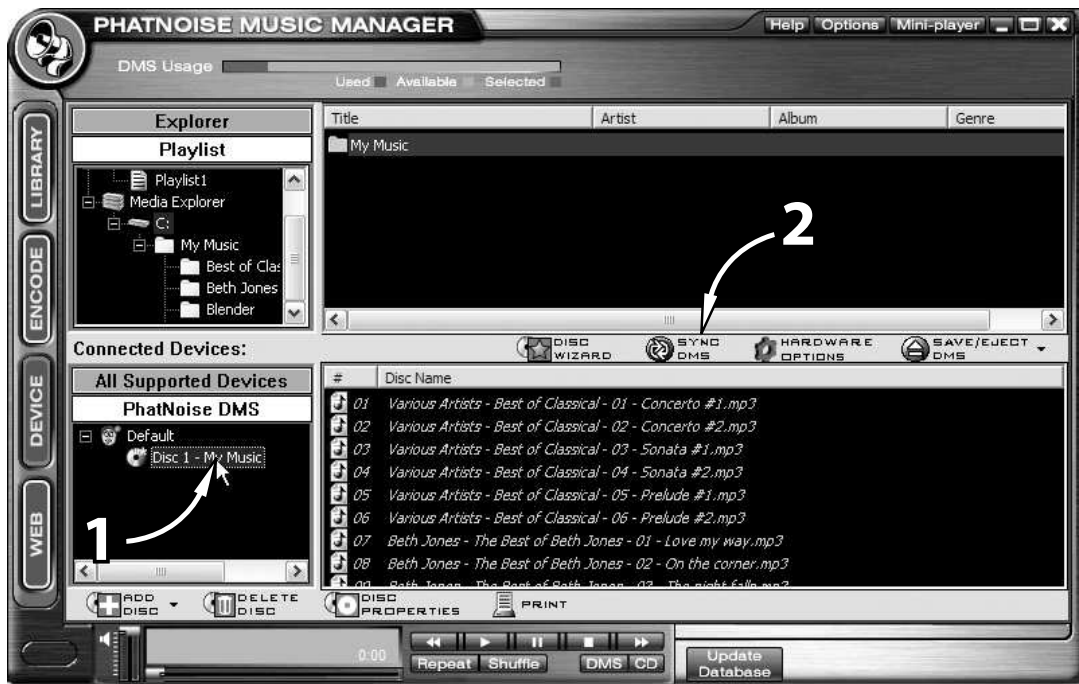 PHATNOISE MUSIC MANAGER
Help Options Mini-player
DMS Usage
Used Available Selected
LIBRARY
ENCODE
DEVICE
WEB
Explorer
Playlist
Playlist1
Media Explorer
C:
My Music
Best of Clas
Beth Jones
Blender
Title Artist Album Genre
My Music
2
DISC WIZARD
SYNC DMS
HARDWARE OPTIONS
SAVE/EJECT DMS
Connected Devices:
All Supported Devices
PhatNoise DMS
Default
Disc 1 - My Music
1
# Disc Name
01 Various Artists - Best of Classical - 01 - Concerto #1.mp3
02 Various Artists - Best of Classical - 02 - Concerto #2.mp3
03 Various Artists - Best of Classical - 03 - Sonata #1.mp3
04 Various Artists - Best of Classical - 04 - Sonata #2.mp3
05 Various Artists - Best of Classical - 05 - Prelude #1.mp3
06 Various Artists - Best of Classical - 06 - Prelude #2.mp3
07 Beth Jones - The Best of Beth Jones - 01 - Love my way.mp3
08 Beth Jones - The Best of Beth Jones - 02 - On the corner.mp3
ADD DISC
DELETE DISC
DISC PROPERTIES
PRINT
0:00
Repeat Shuffle DMS CD
Update
Database